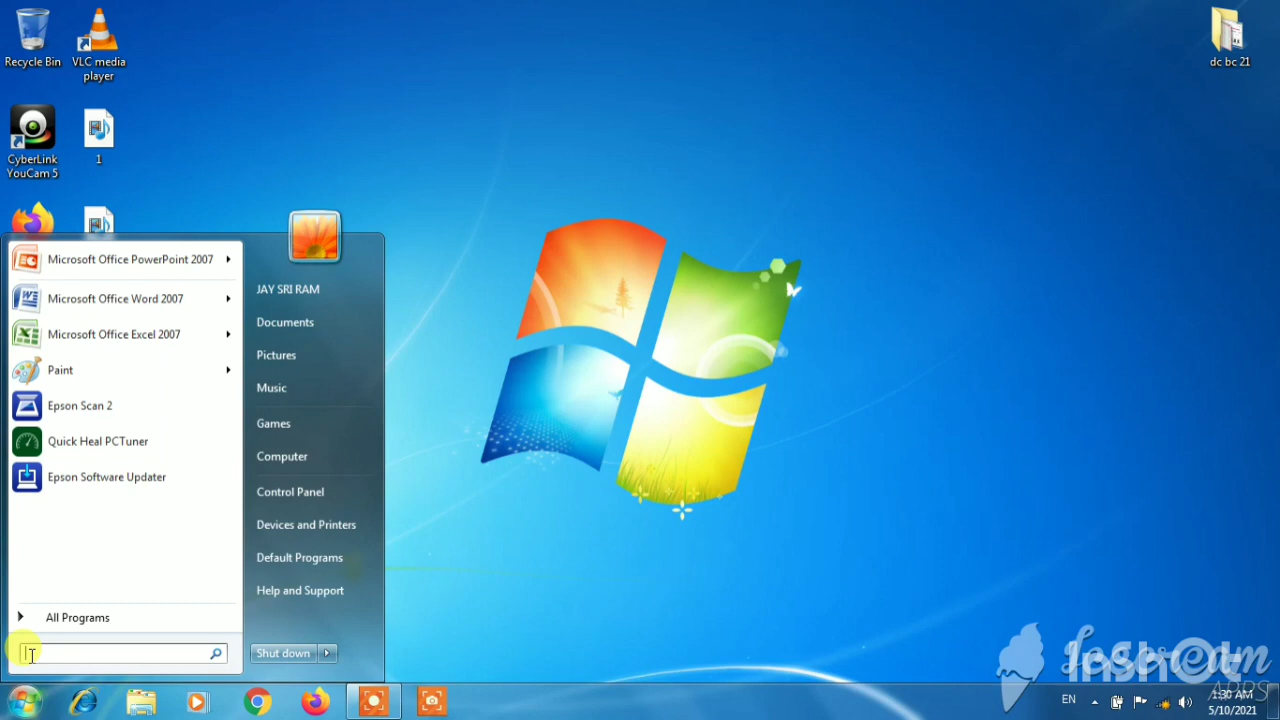 Recycle Bin
VLC media
player
dc bc 21
CyberLink
YouCam 5
1
Microsoft Office PowerPoint 2007
Microsoft Office Word 2007
Microsoft Office Excel 2007
Paint
Epson Scan 2
Quick Heal PCTuner
Epson Software Updater
All Programs
JAY SRI RAM
Documents
Pictures
Music
Games
Computer
Control Panel
Devices and Printers
Default Programs
Help and Support
Shut down
EN
1:30 AM
5/10/2021
APPS